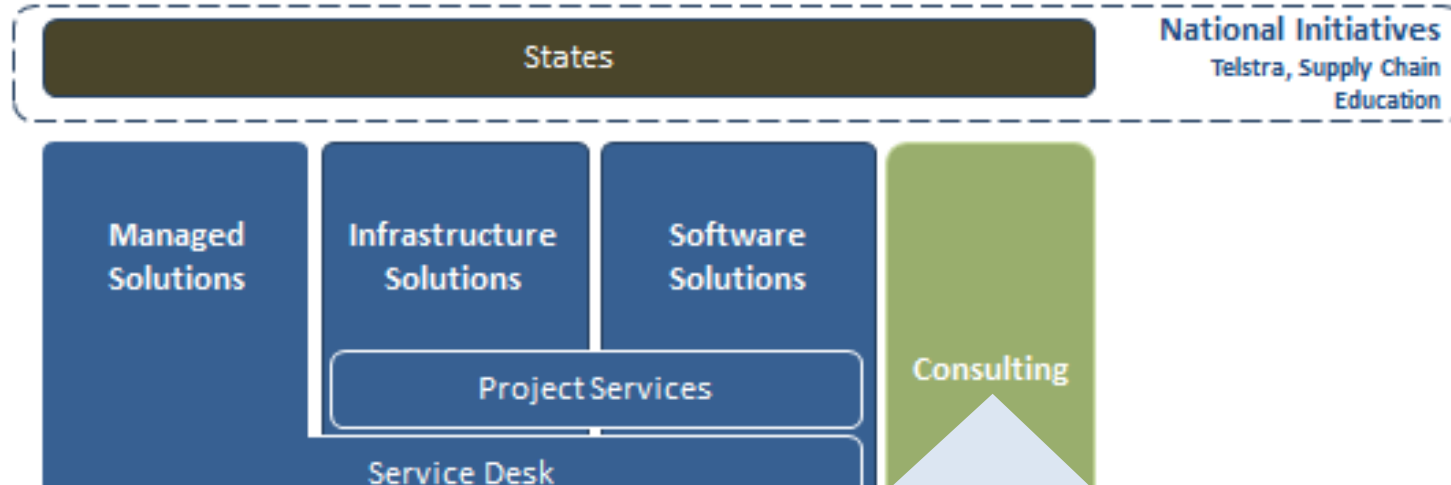 States
National Initiatives
Telstra, Supply Chain
Education
Managed
Solutions
Infrastructure
Solutions
Software
Solutions
Consulting
Project Services
Service Desk